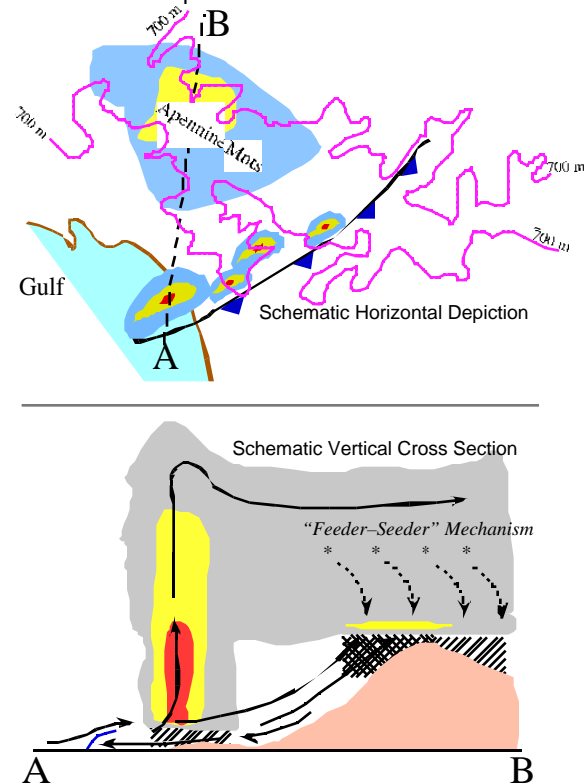 700 m
B
700 m
Apennine Mnts
700 m
700 m
Gulf
Schematic Horizontal Depiction
A
Schematic Vertical Cross Section
“Feeder–Seeder” Mechanism
* * * *
A B